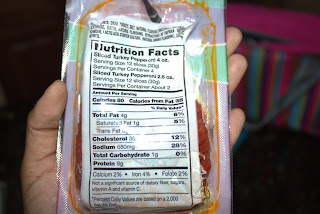 Nutrition Facts
Sliced Turkey Pepperoni 4 oz.
Serving Size 12 slices (30g)
Servings Per Container 4
Sliced Turkey Pepperoni 2.5 oz.
Serving Size 12 slices (30g)
Servings Per Container About 2
Amount Per Serving
Calories 80 Calories from Fat 35
% Daily Value*
Total Fat 4g 6%
Saturated Fat 1g 5%
Trans Fat
Cholesterol 35 12%
Sodium 680mg 28%
Total Carbohydrate 1g 0%
Protein 9g
Calcium 2% • Iron 4% • Folate 2%
Not a significant source of dietary fiber, sugars,
vitamin A and vitamin C.
*Percent Daily Values are based on a 2,000